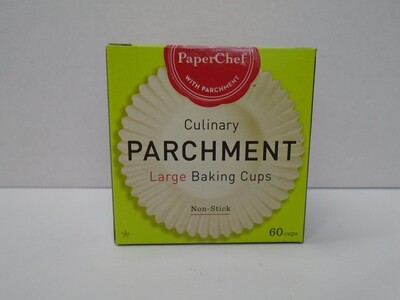 PaperChef
WITH PARCHMENT
Culinary
PARCHMENT
Large Baking Cups
Non-Stick
60 cups